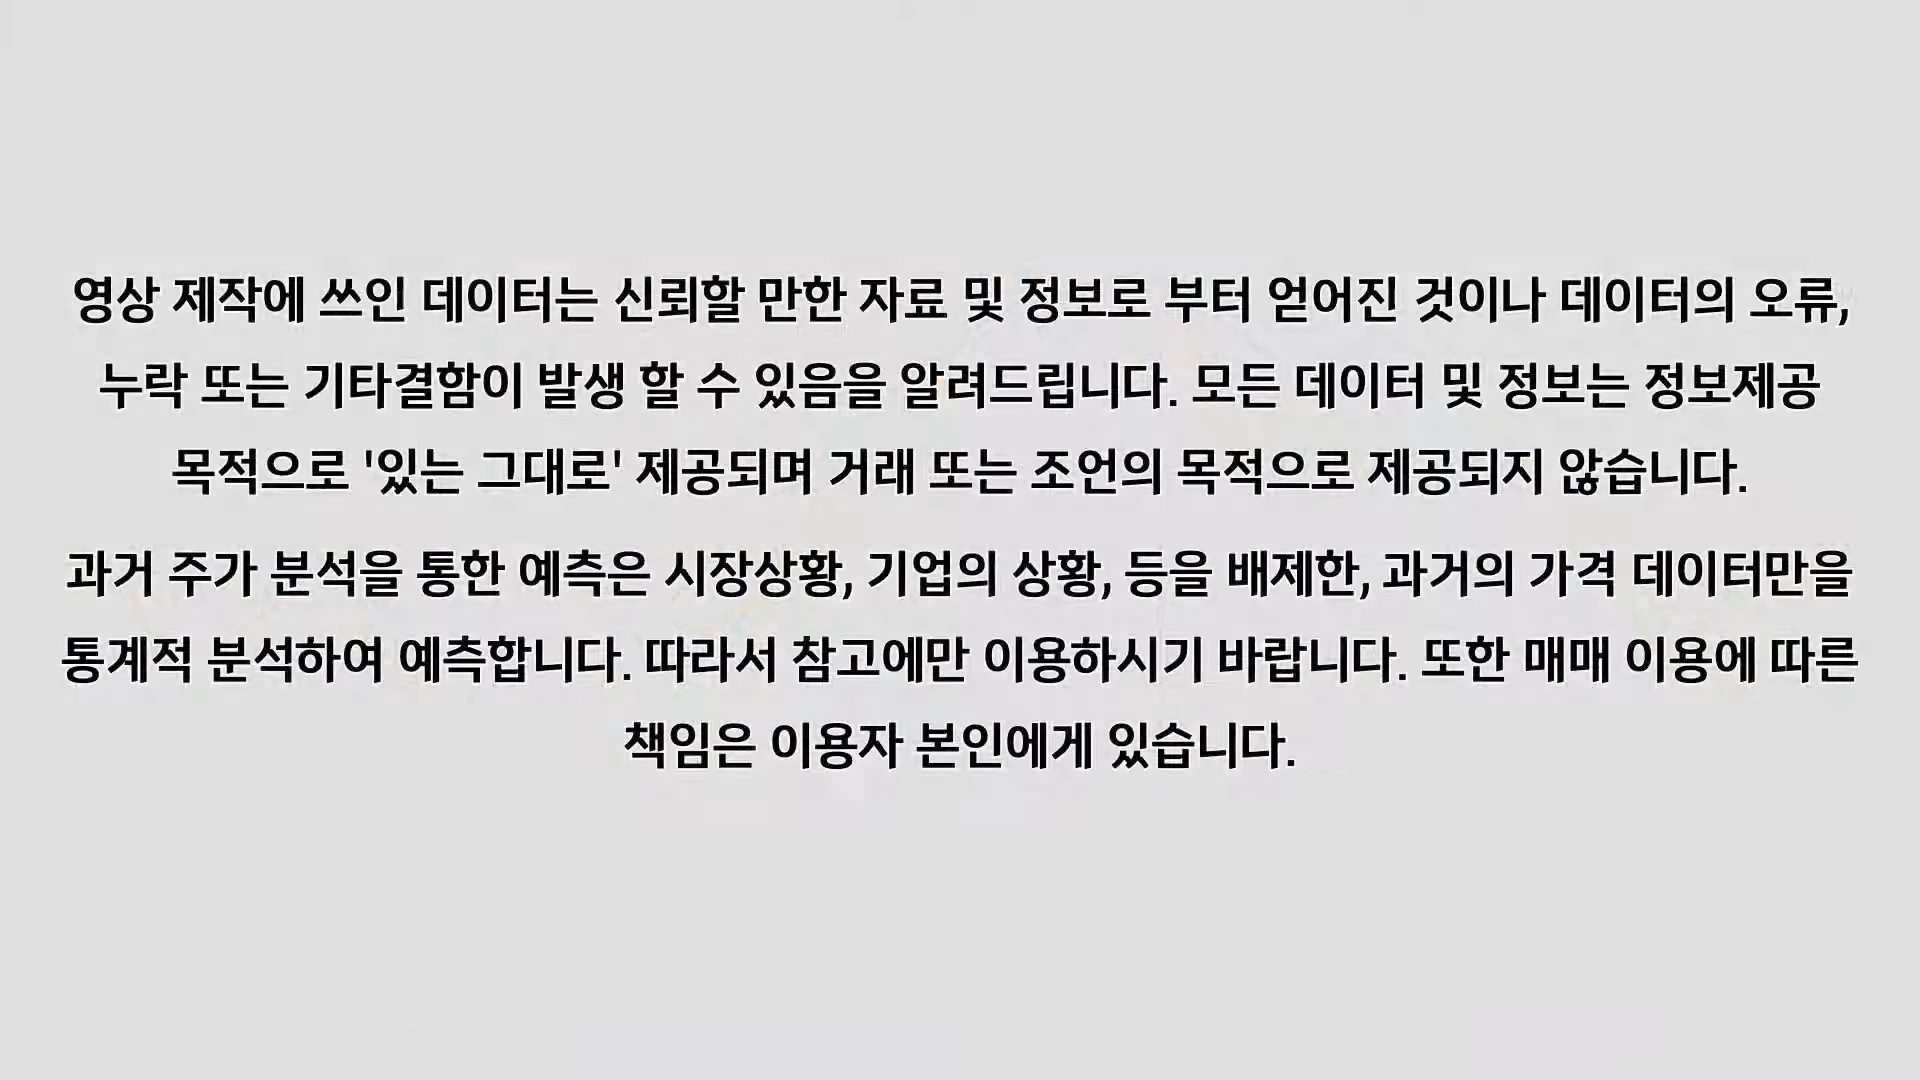 영상 제작에 쓰인 데이터는 신뢰할 만한 자료 및 정보로 부터 얻어진 것이나 데이터의 오류,
누락 또는 기타결함이 발생 할 수 있음을 알려드립니다. 모든 데이터 및 정보는 정보제공
목적으로 '있는 그대로' 제공되며 거래 또는 조언의 목적으로 제공되지 않습니다.
과거 주가 분석을 통한 예측은 시장상황, 기업의 상황, 등을 배제한, 과거의 가격 데이터만을
통계적 분석하여 예측합니다. 따라서 참고에만 이용하시기 바랍니다. 또한 매매 이용에 따른
책임은 이용자 본인에게 있습니다.